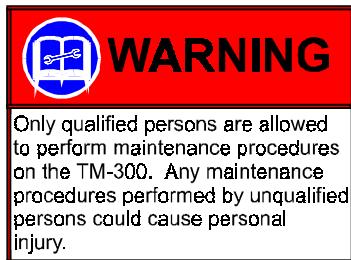 WARNING
Only qualified persons are allowed
to perform maintenance procedures
on the TM-300.  Any maintenance
procedures performed by unqualified
persons could cause personal
injury.